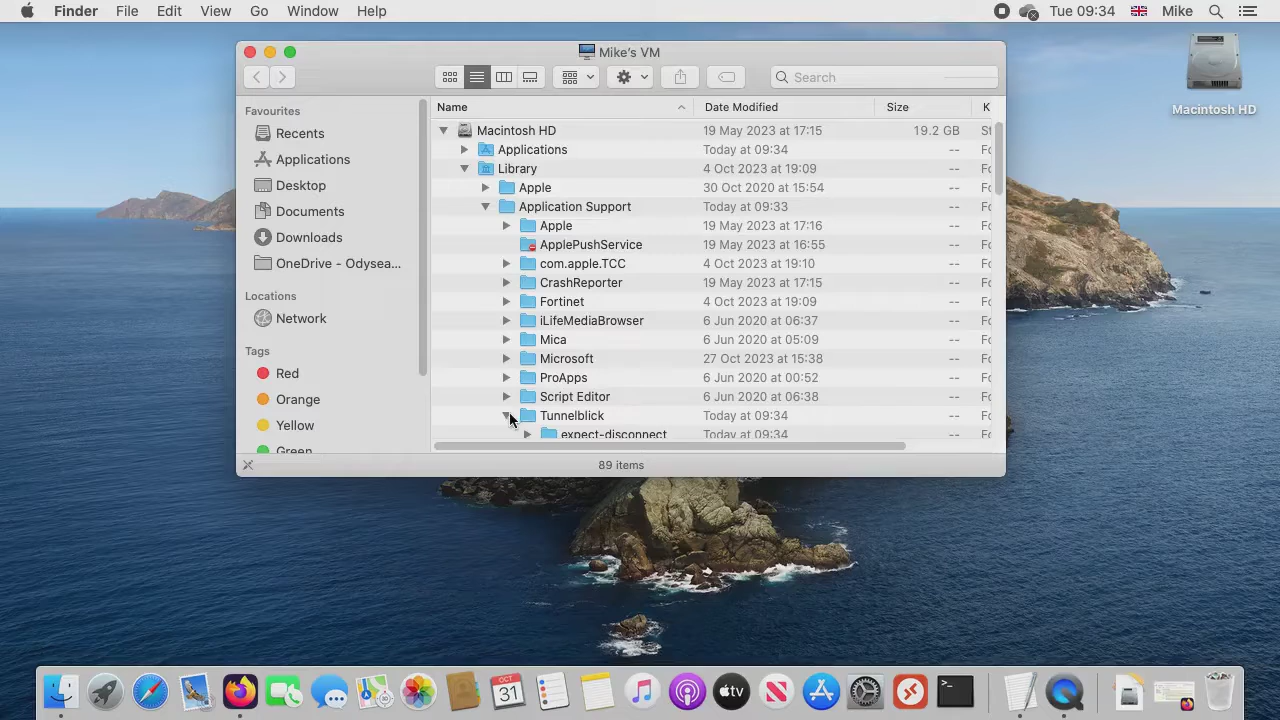 Finder File Edit View Go Window Help Tue 09:34 Mike
Mike's VM
Search
Macintosh HD
Favourites
Recents
Applications
Desktop
Documents
Downloads
OneDrive - Odysea...
Locations
Network
Tags
Red
Orange
Yellow
Green
Name Date Modified Size K
Macintosh HD 19 May 2023 at 17:15 19.2 GB St
Applications Today at 09:34 -- Fo
Library 4 Oct 2023 at 19:09 -- Fo
Apple 30 Oct 2020 at 15:54 -- Fo
Application Support Today at 09:33 -- Fo
Apple 19 May 2023 at 17:16 -- Fo
ApplePushService 19 May 2023 at 16:55 -- Fo
com.apple.TCC 4 Oct 2023 at 19:10 -- Fo
CrashReporter 19 May 2023 at 17:15 -- Fo
Fortinet 4 Oct 2023 at 19:09 -- Fo
iLifeMediaBrowser 6 Jun 2020 at 06:37 -- Fo
Mica 6 Jun 2020 at 05:09 -- Fo
Microsoft 27 Oct 2023 at 15:38 -- Fo
ProApps 6 Jun 2020 at 00:52 -- Fo
Script Editor 6 Jun 2020 at 06:38 -- Fo
Tunnelblick Today at 09:34 -- Fo
expect-disconnect Today at 09:34 -- Fo
89 items
OCT
31
tv